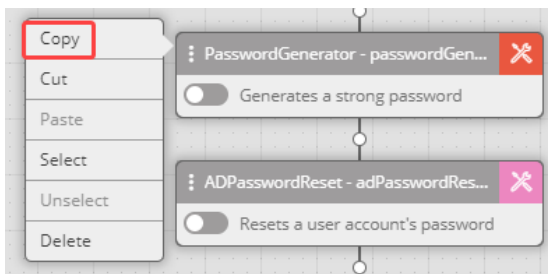 Copy
Cut
Paste
Select
Unselect
Delete
PasswordGenerator - passwordGen...
Generates a strong password
ADPasswordReset - adPasswordRes...
Resets a user account's password